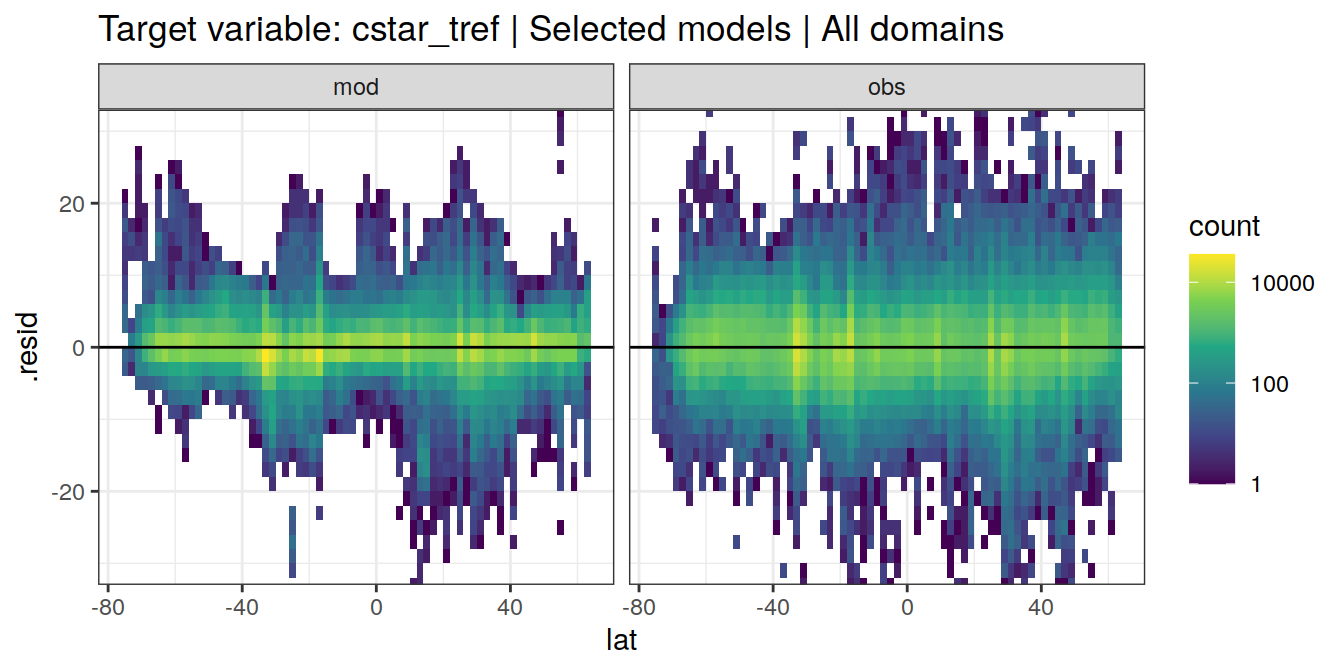 Target variable: cstar_tref | Selected models | All domains
mod
obs
.resid
20
0
-20
-80
-40
0
40
-80
-40
0
40
lat
count
10000
100
1